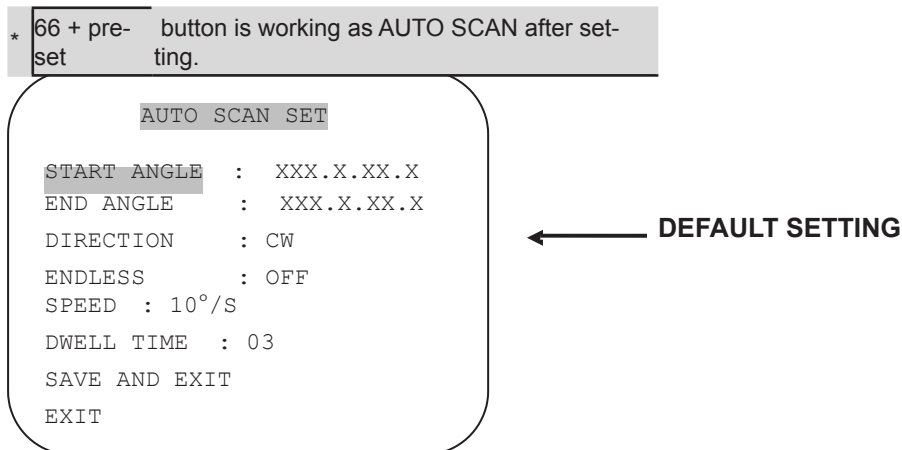 * 66 + pre- button is working as AUTO SCAN after set-
set ting.
AUTO SCAN SET
START ANGLE : XXX.X.XX.X
END ANGLE : XXX.X.XX.X
DIRECTION : CW
DEFAULT SETTING
ENDLESS : OFF
SPEED : 10°/S
DWELL TIME : 03
SAVE AND EXIT
EXIT